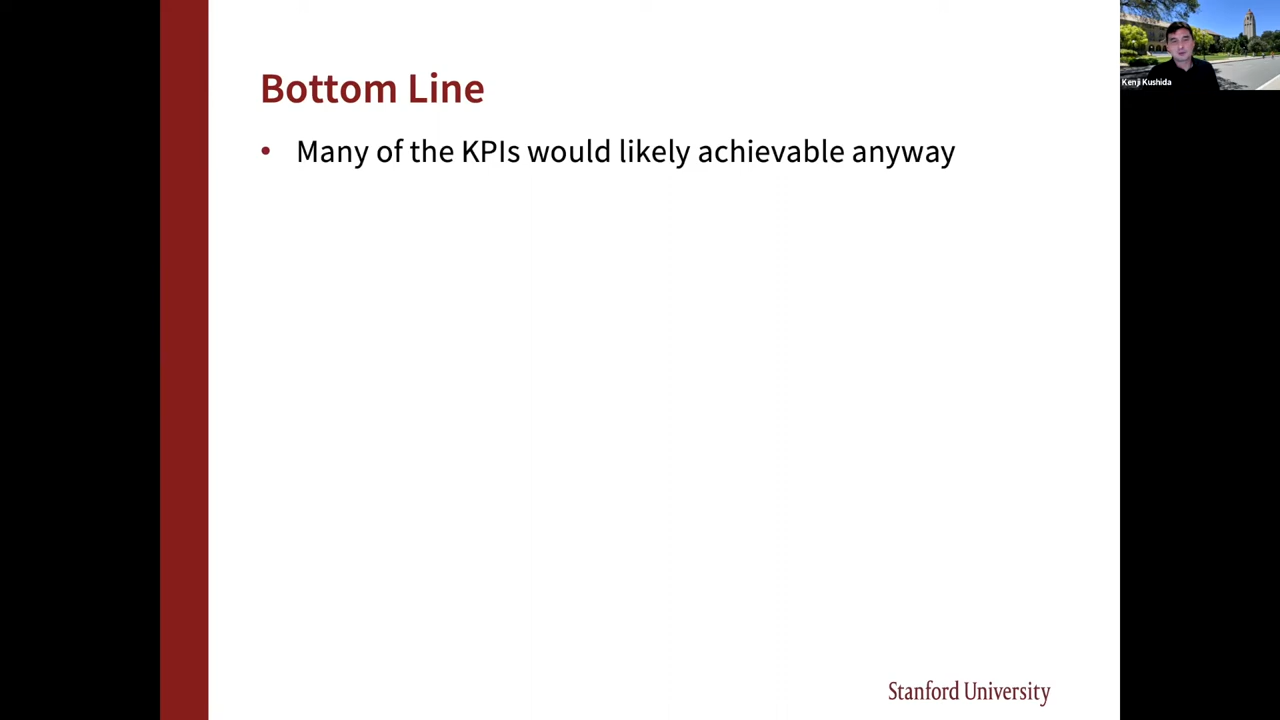 Bottom Line
• Many of the KPIs would likely achievable anyway
Kenji Kushida
Stanford University